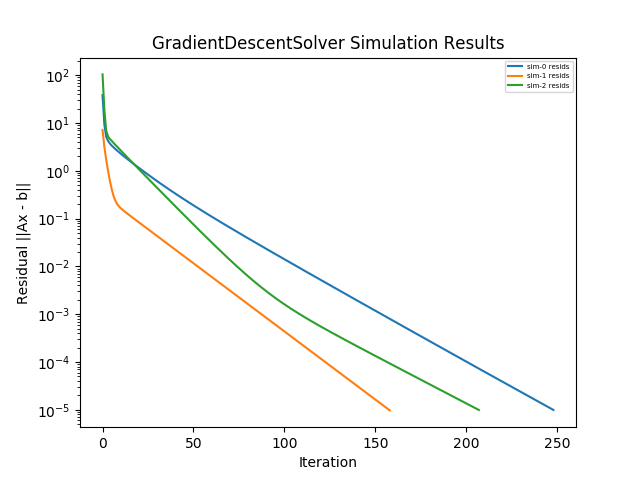 GradientDescentSolver Simulation Results
sim-0 resids
sim-1 resids
sim-2 resids
Residual ||Ax - b||
10²
10¹
10⁰
10⁻¹
10⁻²
10⁻³
10⁻⁴
10⁻⁵
0 50 100 150 200 250
Iteration